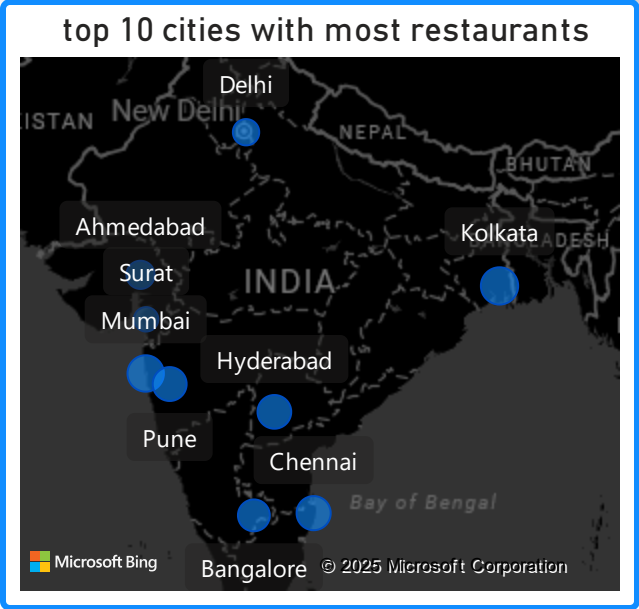 top 10 cities with most restaurants
Delhi
New Delhi
ISTAN
NEPAL
BHUTAN
Ahmedabad
Kolkata
BANGLADESH
Surat
INDIA
Mumbai
Hyderabad
Pune
Chennai
Bay of Bengal
Microsoft Bing
Bangalore
© 2025 Microsoft Corporation